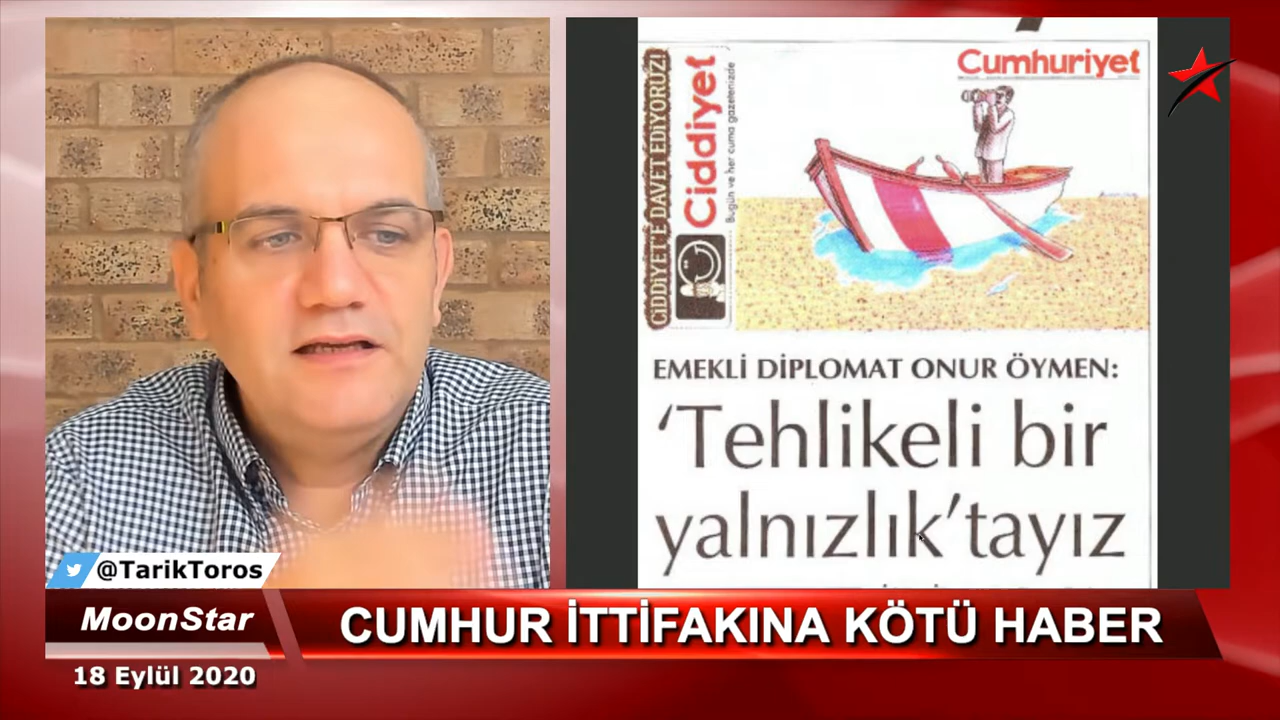 CİDDİYET'E DAVET EDİYORUZ!
Ciddiyet
Bugün ve her cuma gazetenizde
Cumhuriyet
EMEKLİ DİPLOMAT ONUR ÖYMEN:
‘Tehlikeli bir
yalnızlık’tayız
@TarikToros
MoonStar
CUMHUR İTTİFAKINA KÖTÜ HABER
18 Eylül 2020